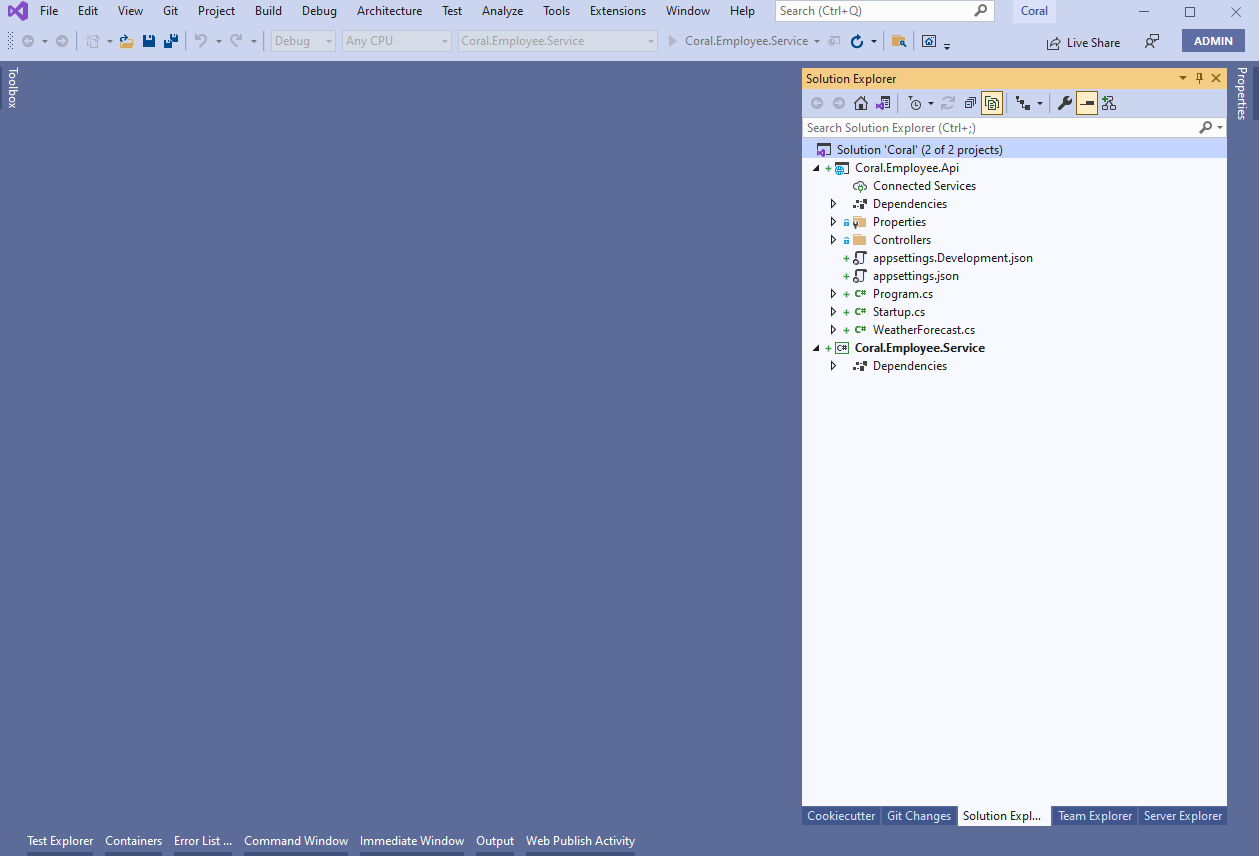 File Edit View Git Project Build Debug Architecture Test Analyze Tools Extensions Window Help Search (Ctrl+Q) Coral
Debug Any CPU Coral.Employee.Service Coral.Employee.Service Live Share ADMIN
Toolbox
Solution Explorer
Properties
Search Solution Explorer (Ctrl+;)
Solution 'Coral' (2 of 2 projects)
Coral.Employee.Api
Connected Services
Dependencies
Properties
Controllers
appsettings.Development.json
appsettings.json
C# Program.cs
C# Startup.cs
C# WeatherForecast.cs
C# Coral.Employee.Service
Dependencies
Cookiecutter Git Changes Solution Expl... Team Explorer Server Explorer
Test Explorer Containers Error List ... Command Window Immediate Window Output Web Publish Activity